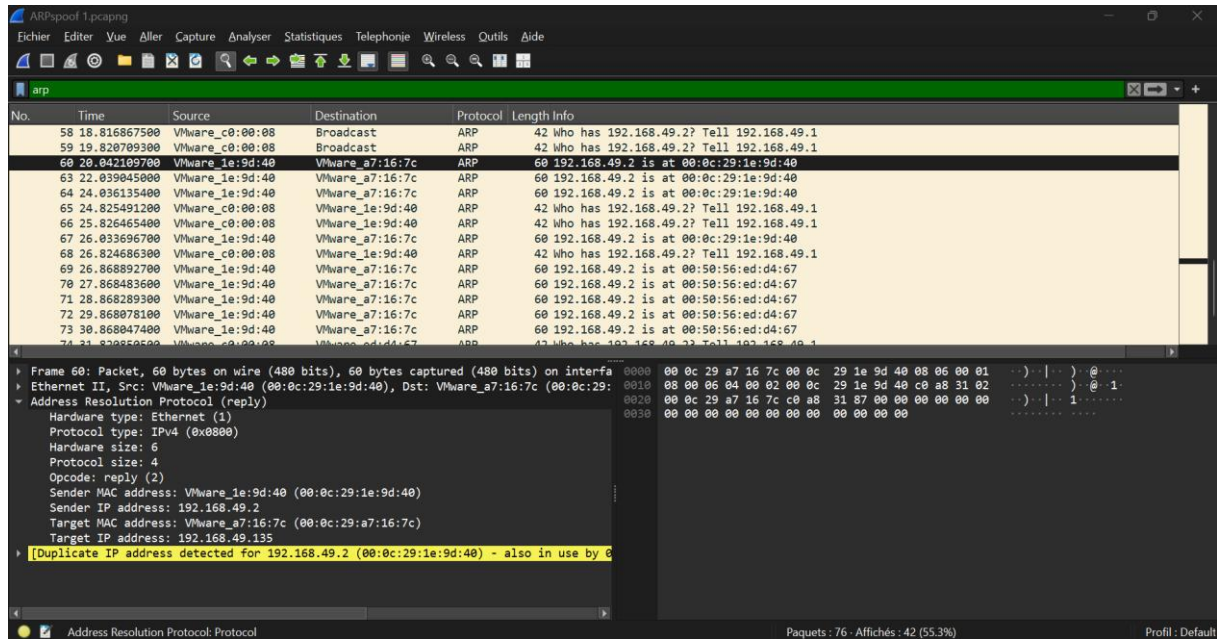 ARPspoof 1.pcapng
Eichier Editer Vue Aller Capture Analyser Statistiques Telephonie Wireless Outils Aide
arp
No. Time Source Destination Protocol Length Info
58 18.816867500 VMware_c0:00:08 Broadcast ARP 42 Who has 192.168.49.2? Tell 192.168.49.1
59 19.820709300 VMware_c0:00:08 Broadcast ARP 42 Who has 192.168.49.2? Tell 192.168.49.1
60 20.042109700 VMware_1e:9d:40 VMware_a7:16:7c ARP 60 192.168.49.2 is at 00:0c:29:1e:9d:40
63 22.039045000 VMware_1e:9d:40 VMware_a7:16:7c ARP 60 192.168.49.2 is at 00:0c:29:1e:9d:40
64 24.036135400 VMware_1e:9d:40 VMware_a7:16:7c ARP 60 192.168.49.2 is at 00:0c:29:1e:9d:40
65 24.825491200 VMware_c0:00:08 VMware_1e:9d:40 ARP 42 Who has 192.168.49.2? Tell 192.168.49.1
66 25.826465400 VMware_c0:00:08 VMware_1e:9d:40 ARP 42 Who has 192.168.49.2? Tell 192.168.49.1
67 26.033696700 VMware_1e:9d:40 VMware_a7:16:7c ARP 60 192.168.49.2 is at 00:0c:29:1e:9d:40
68 26.824686300 VMware_c0:00:08 VMware_1e:9d:40 ARP 42 Who has 192.168.49.2? Tell 192.168.49.1
69 26.868892700 VMware_1e:9d:40 VMware_a7:16:7c ARP 60 192.168.49.2 is at 00:50:56:ed:d4:67
70 27.868483600 VMware_1e:9d:40 VMware_a7:16:7c ARP 60 192.168.49.2 is at 00:50:56:ed:d4:67
71 28.868289300 VMware_1e:9d:40 VMware_a7:16:7c ARP 60 192.168.49.2 is at 00:50:56:ed:d4:67
72 29.868078100 VMware_1e:9d:40 VMware_a7:16:7c ARP 60 192.168.49.2 is at 00:50:56:ed:d4:67
73 30.868047400 VMware_1e:9d:40 VMware_a7:16:7c ARP 60 192.168.49.2 is at 00:50:56:ed:d4:67
74 31.820850500 VMware_c0:00:08 VMware_ed:d4:67 ARP 42 Who has 192.168.49.2? Tell 192.168.49.1
Frame 60: Packet, 60 bytes on wire (480 bits), 60 bytes captured (480 bits) on interfa
Ethernet II, Src: VMware_1e:9d:40 (00:0c:29:1e:9d:40), Dst: VMware_a7:16:7c (00:0c:29:
Address Resolution Protocol (reply)
Hardware type: Ethernet (1)
Protocol type: IPv4 (0x0800)
Hardware size: 6
Protocol size: 4
Opcode: reply (2)
Sender MAC address: VMware_1e:9d:40 (00:0c:29:1e:9d:40)
Sender IP address: 192.168.49.2
Target MAC address: VMware_a7:16:7c (00:0c:29:a7:16:7c)
Target IP address: 192.168.49.135
[Duplicate IP address detected for 192.168.49.2 (00:0c:29:1e:9d:40) - also in use by 0
0000 00 0c 29 a7 16 7c 00 0c 29 1e 9d 40 08 06 00 01 ··)··|·· )··@····
0010 08 00 06 04 00 02 00 0c 29 1e 9d 40 c0 a8 31 02 ········ )··@··1·
0020 00 0c 29 a7 16 7c c0 a8 31 87 00 00 00 00 00 00 ··)··|·· 1·······
0030 00 00 00 00 00 00 00 00 00 00 00 00 ········ ····
Address Resolution Protocol: Protocol
Paquets : 76 · Affichés : 42 (55.3%)
Profil : Default